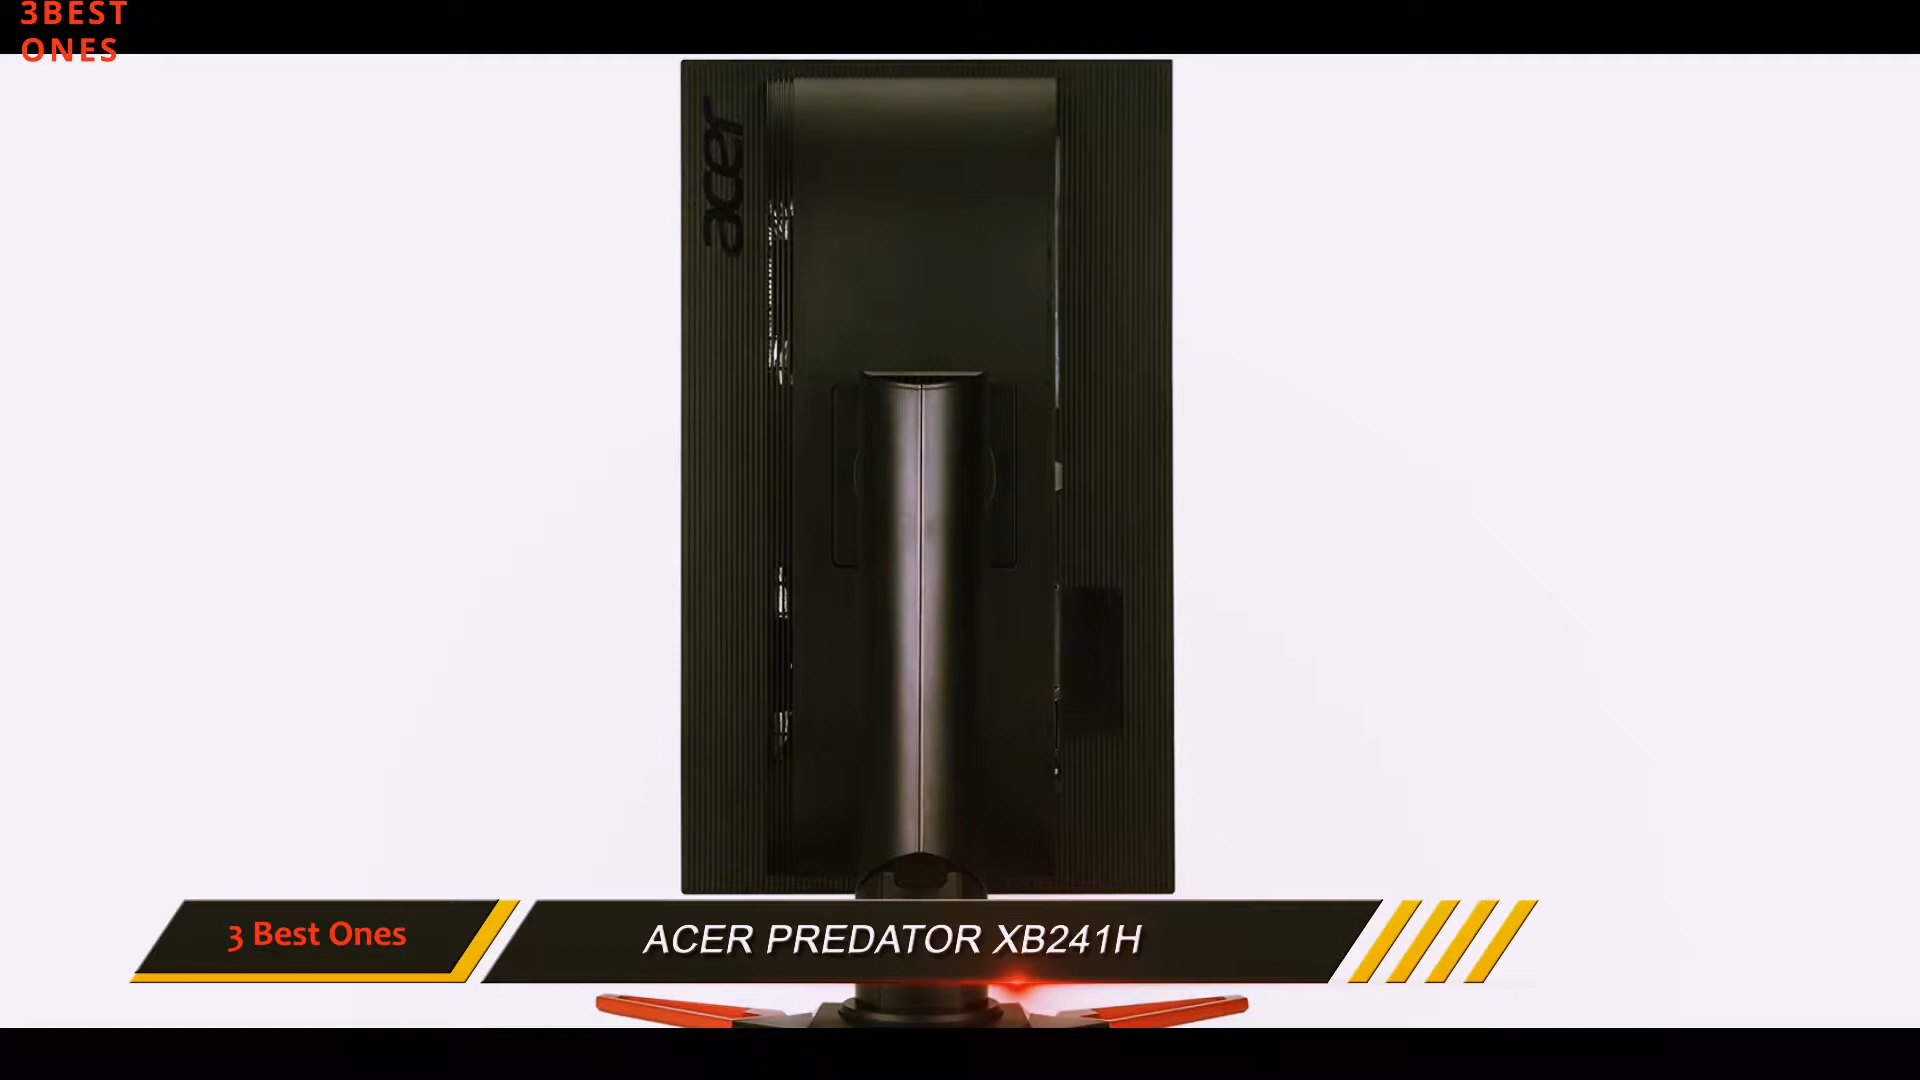 3BEST
ONES
acer
3 Best Ones
ACER PREDATOR XB241H